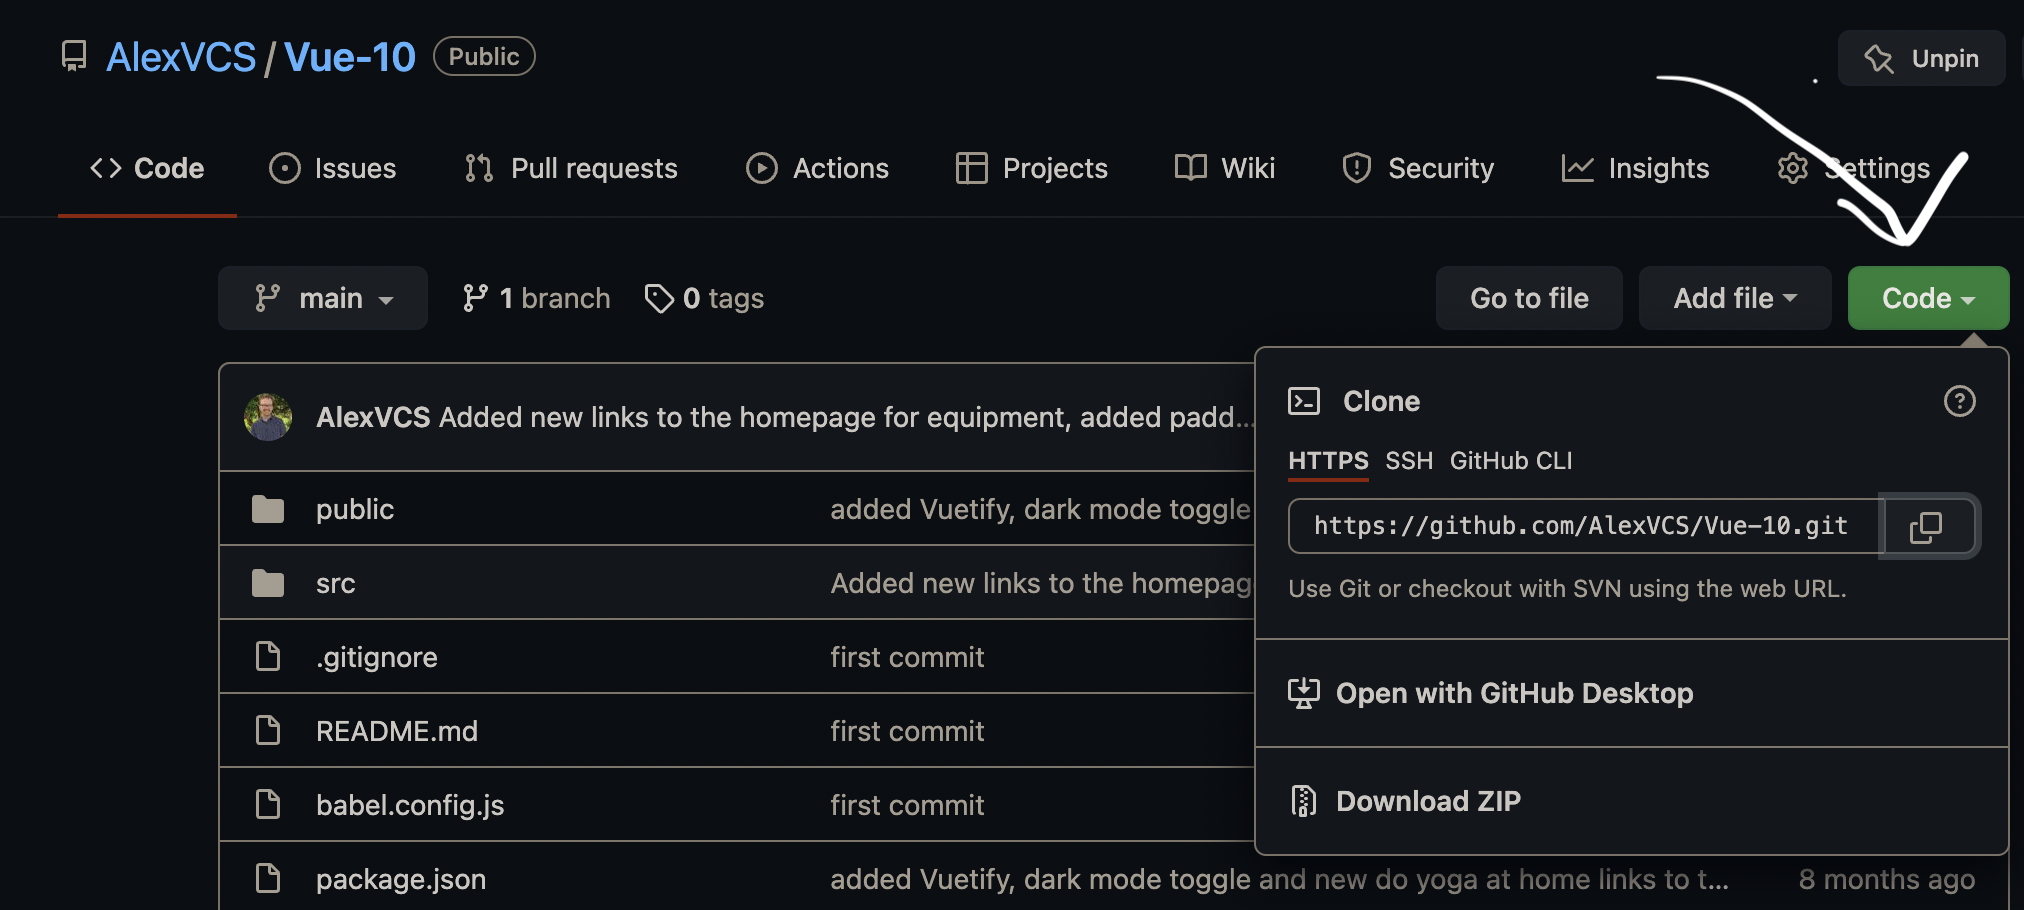 AlexVCS / Vue-10 Public
Unpin
Code Issues Pull requests Actions Projects Wiki Security Insights Settings
main 1 branch 0 tags Go to file Add file Code
AlexVCS Added new links to the homepage for equipment, added padd...
public added Vuetify, dark mode toggle
src Added new links to the homepag
.gitignore first commit
README.md first commit
babel.config.js first commit
package.json added Vuetify, dark mode toggle and new do yoga at home links to t... 8 months ago
Clone
HTTPS SSH GitHub CLI
https://github.com/AlexVCS/Vue-10.git
Use Git or checkout with SVN using the web URL.
Open with GitHub Desktop
Download ZIP